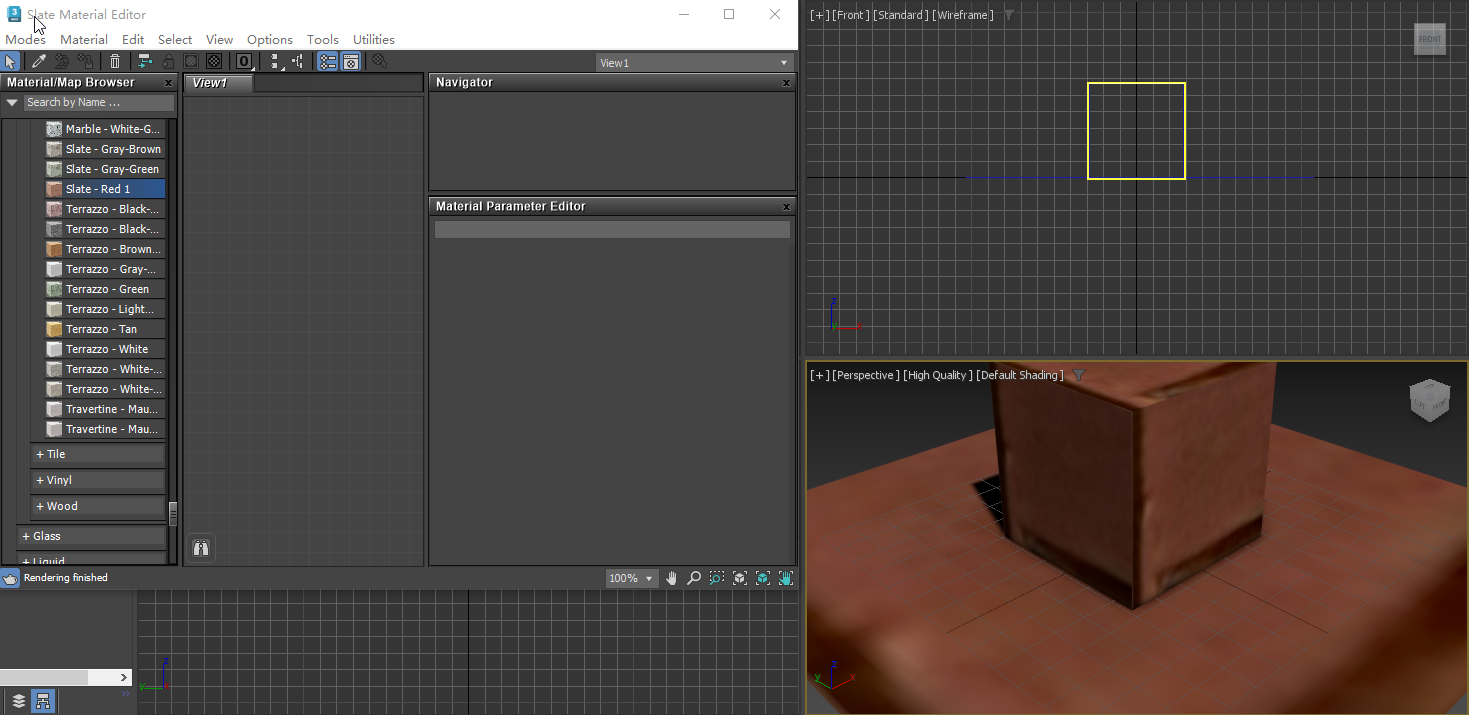 Slate Material Editor
Modes Material Edit Select View Options Tools Utilities
0
View1
Material/Map Browser x
View1
Navigator x
Search by Name ...
Marble - White-G...
Slate - Gray-Brown
Slate - Gray-Green
Slate - Red 1
Terrazzo - Black-...
Terrazzo - Black-...
Terrazzo - Brown...
Terrazzo - Gray-...
Terrazzo - Green
Terrazzo - Light...
Terrazzo - Tan
Terrazzo - White
Terrazzo - White-...
Terrazzo - White-...
Travertine - Mau...
Travertine - Mau...
+ Tile
+ Vinyl
+ Wood
+ Glass
+ Liquid
Material Parameter Editor x
Rendering finished
100%
z
y
[+] [Front] [Standard] [Wireframe]
FRONT
z
[+] [Perspective] [High Quality] [Default Shading]
LEFT
FRONT
z
y
x